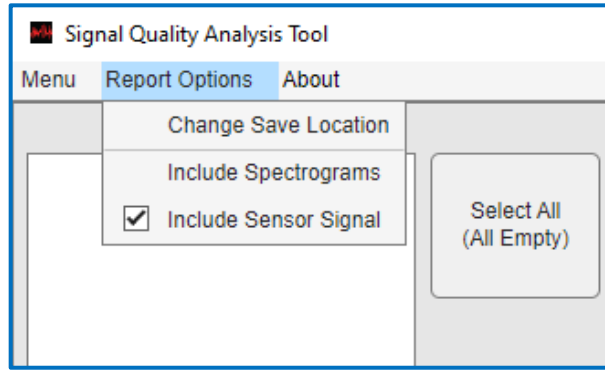 Signal Quality Analysis Tool
Menu Report Options About
Change Save Location
Include Spectrograms
Include Sensor Signal
Select All
(All Empty)